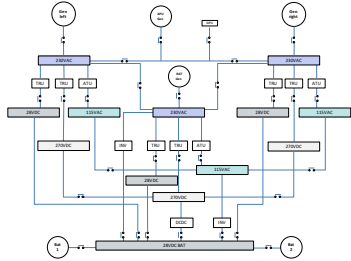 Gen
left
APU
Gen
GPU
Gen
right
230VAC
RAT
Gen
230VAC
TRU
TRU
ATU
TRU
TRU
ATU
28VDC
115VAC
230VAC
28VDC
115VAC
270VDC
INV
TRU
TRU
ATU
270VDC
115VAC
28VDC
270VDC
DCDC
INV
Bat
1
28VDC BAT
Bat
2